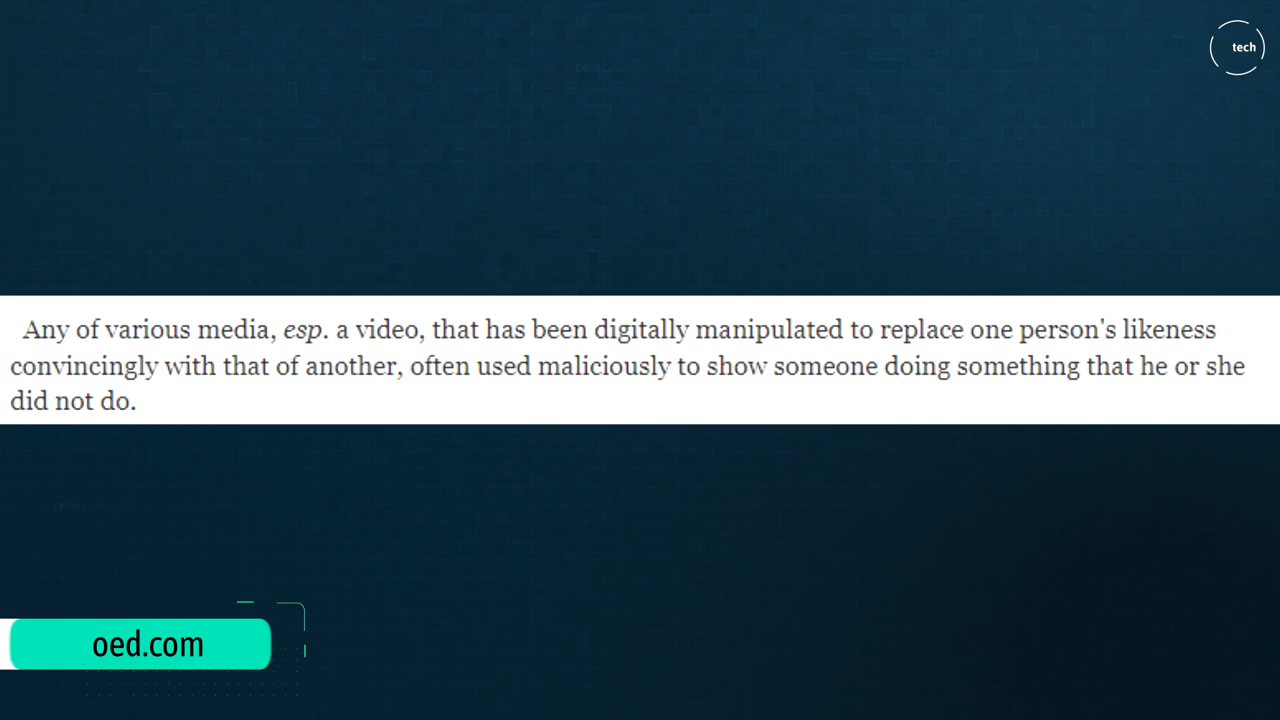 tech
Any of various media, esp. a video, that has been digitally manipulated to replace one person's likeness
convincingly with that of another, often used maliciously to show someone doing something that he or she
did not do.
oed.com